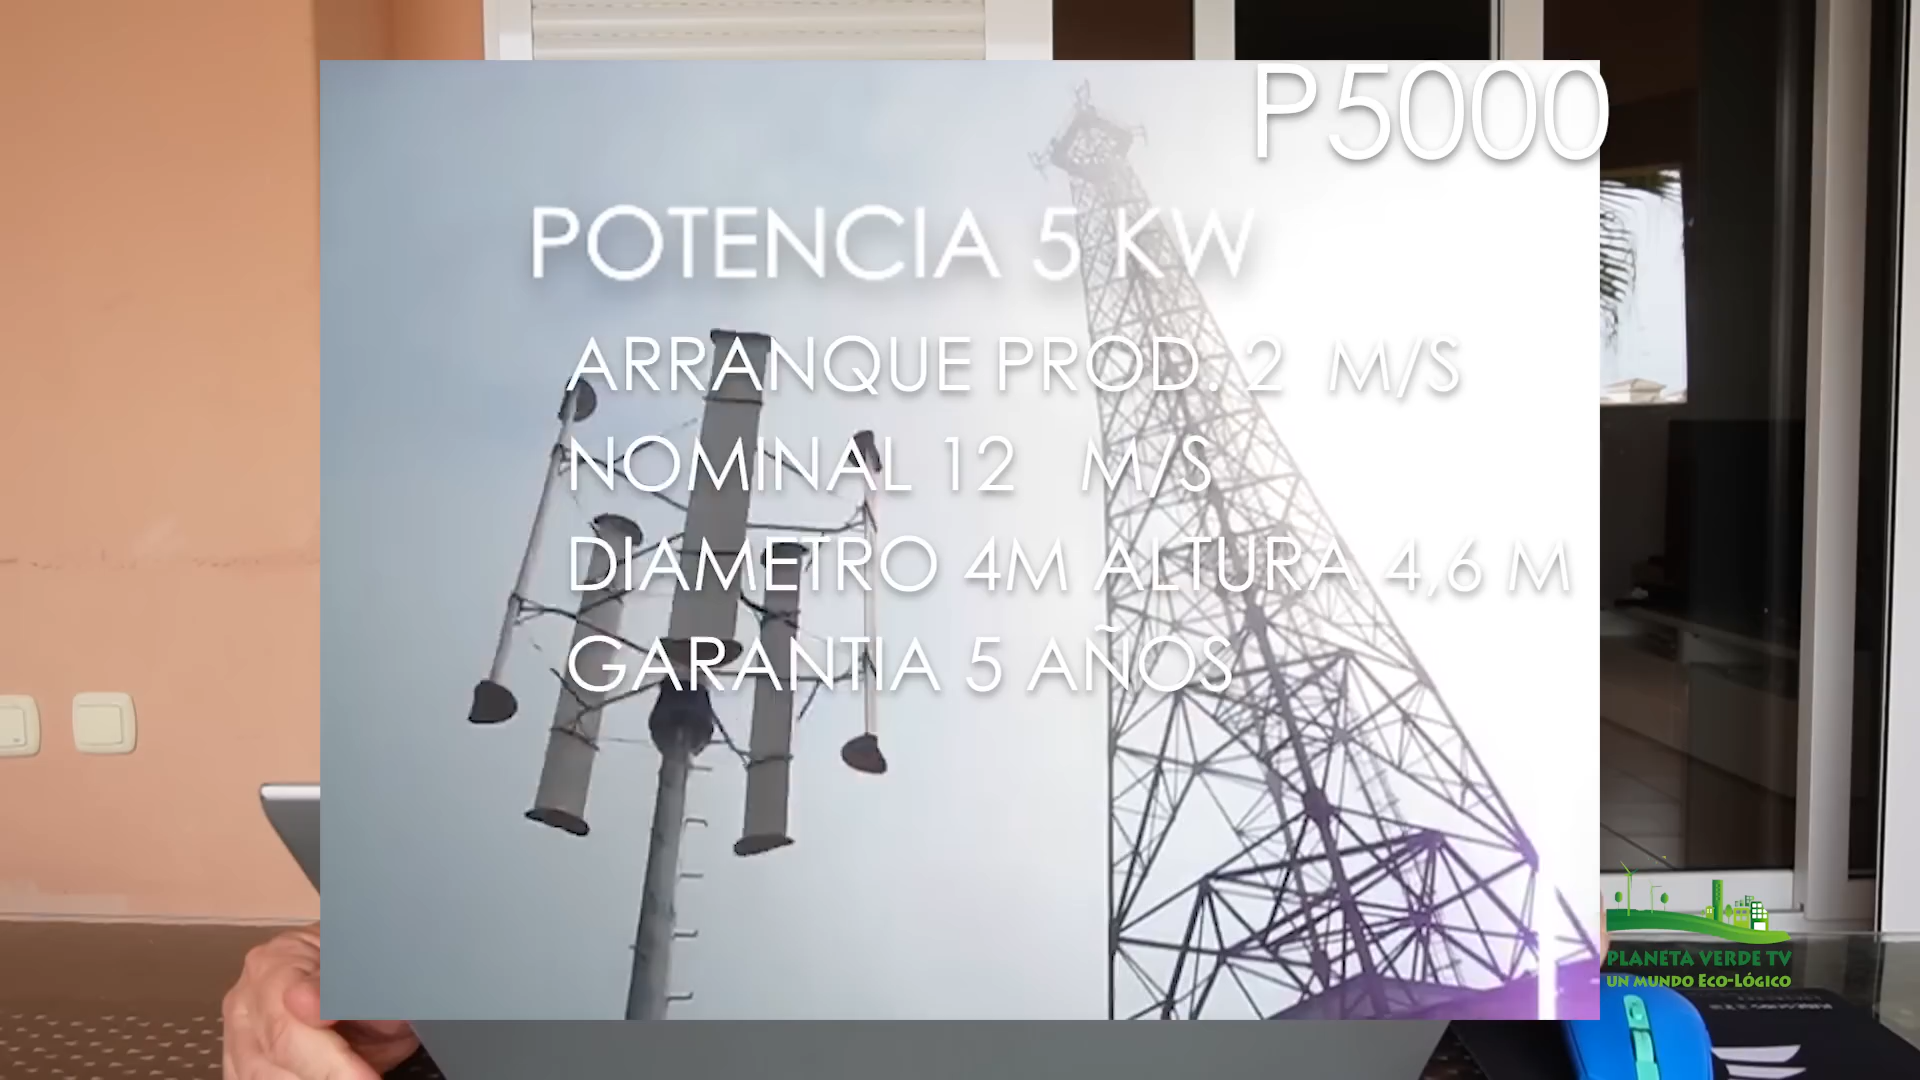 P5000
POTENCIA 5 KW
ARRANQUE PROD. 2 M/S
NOMINAL 12 M/S
DIAMETRO 4M ALTURA 4,6 M
GARANTIA 5 AÑOS
PLANETA VERDE TV
UN MUNDO ECO-LÓGICO